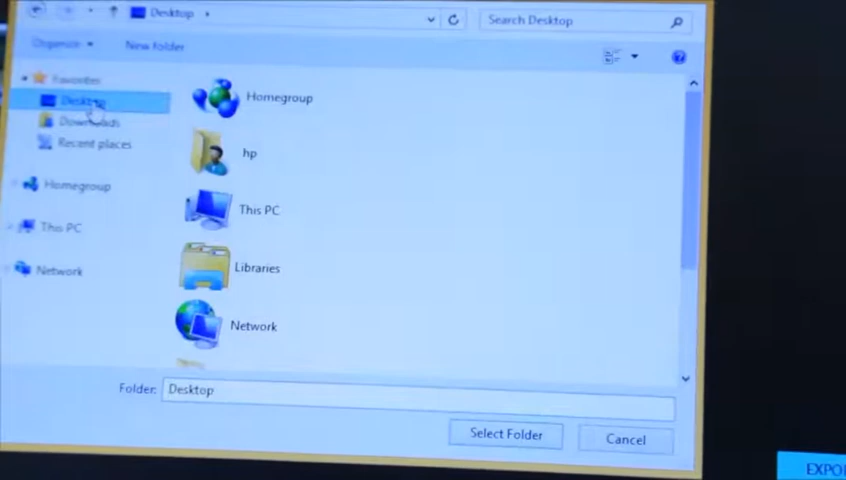 Desktop
Search Desktop
Organize
New folder
Favorites
Desktop
Downloads
Recent places
Homegroup
This PC
Network
Homegroup
hp
This PC
Libraries
Network
Folder: Desktop
Select Folder
Cancel